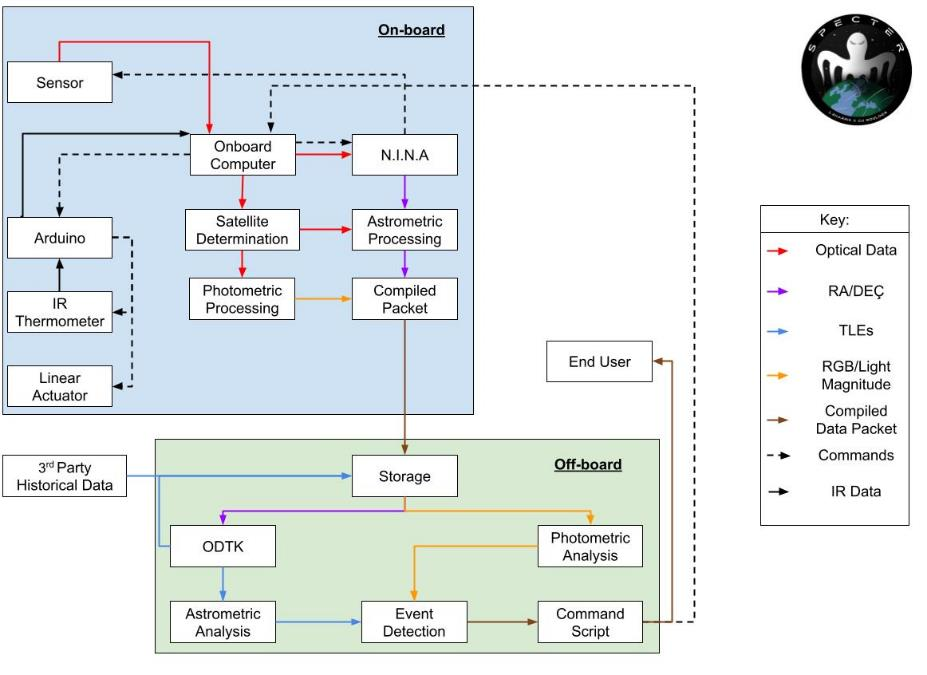 On-board
SPECTER
Sensor
Onboard
Computer
N.I.N.A
Arduino
Satellite
Determination
Astrometric
Processing
IR
Thermometer
Photometric
Processing
Compiled
Packet
Linear
Actuator
End User
Key:
Optical Data
RA/DEÇ
TLEs
RGB/Light
Magnitude
Compiled
Data Packet
Commands
IR Data
3rd Party
Historical Data
Off-board
Storage
ODTK
Photometric
Analysis
Astrometric
Analysis
Event
Detection
Command
Script